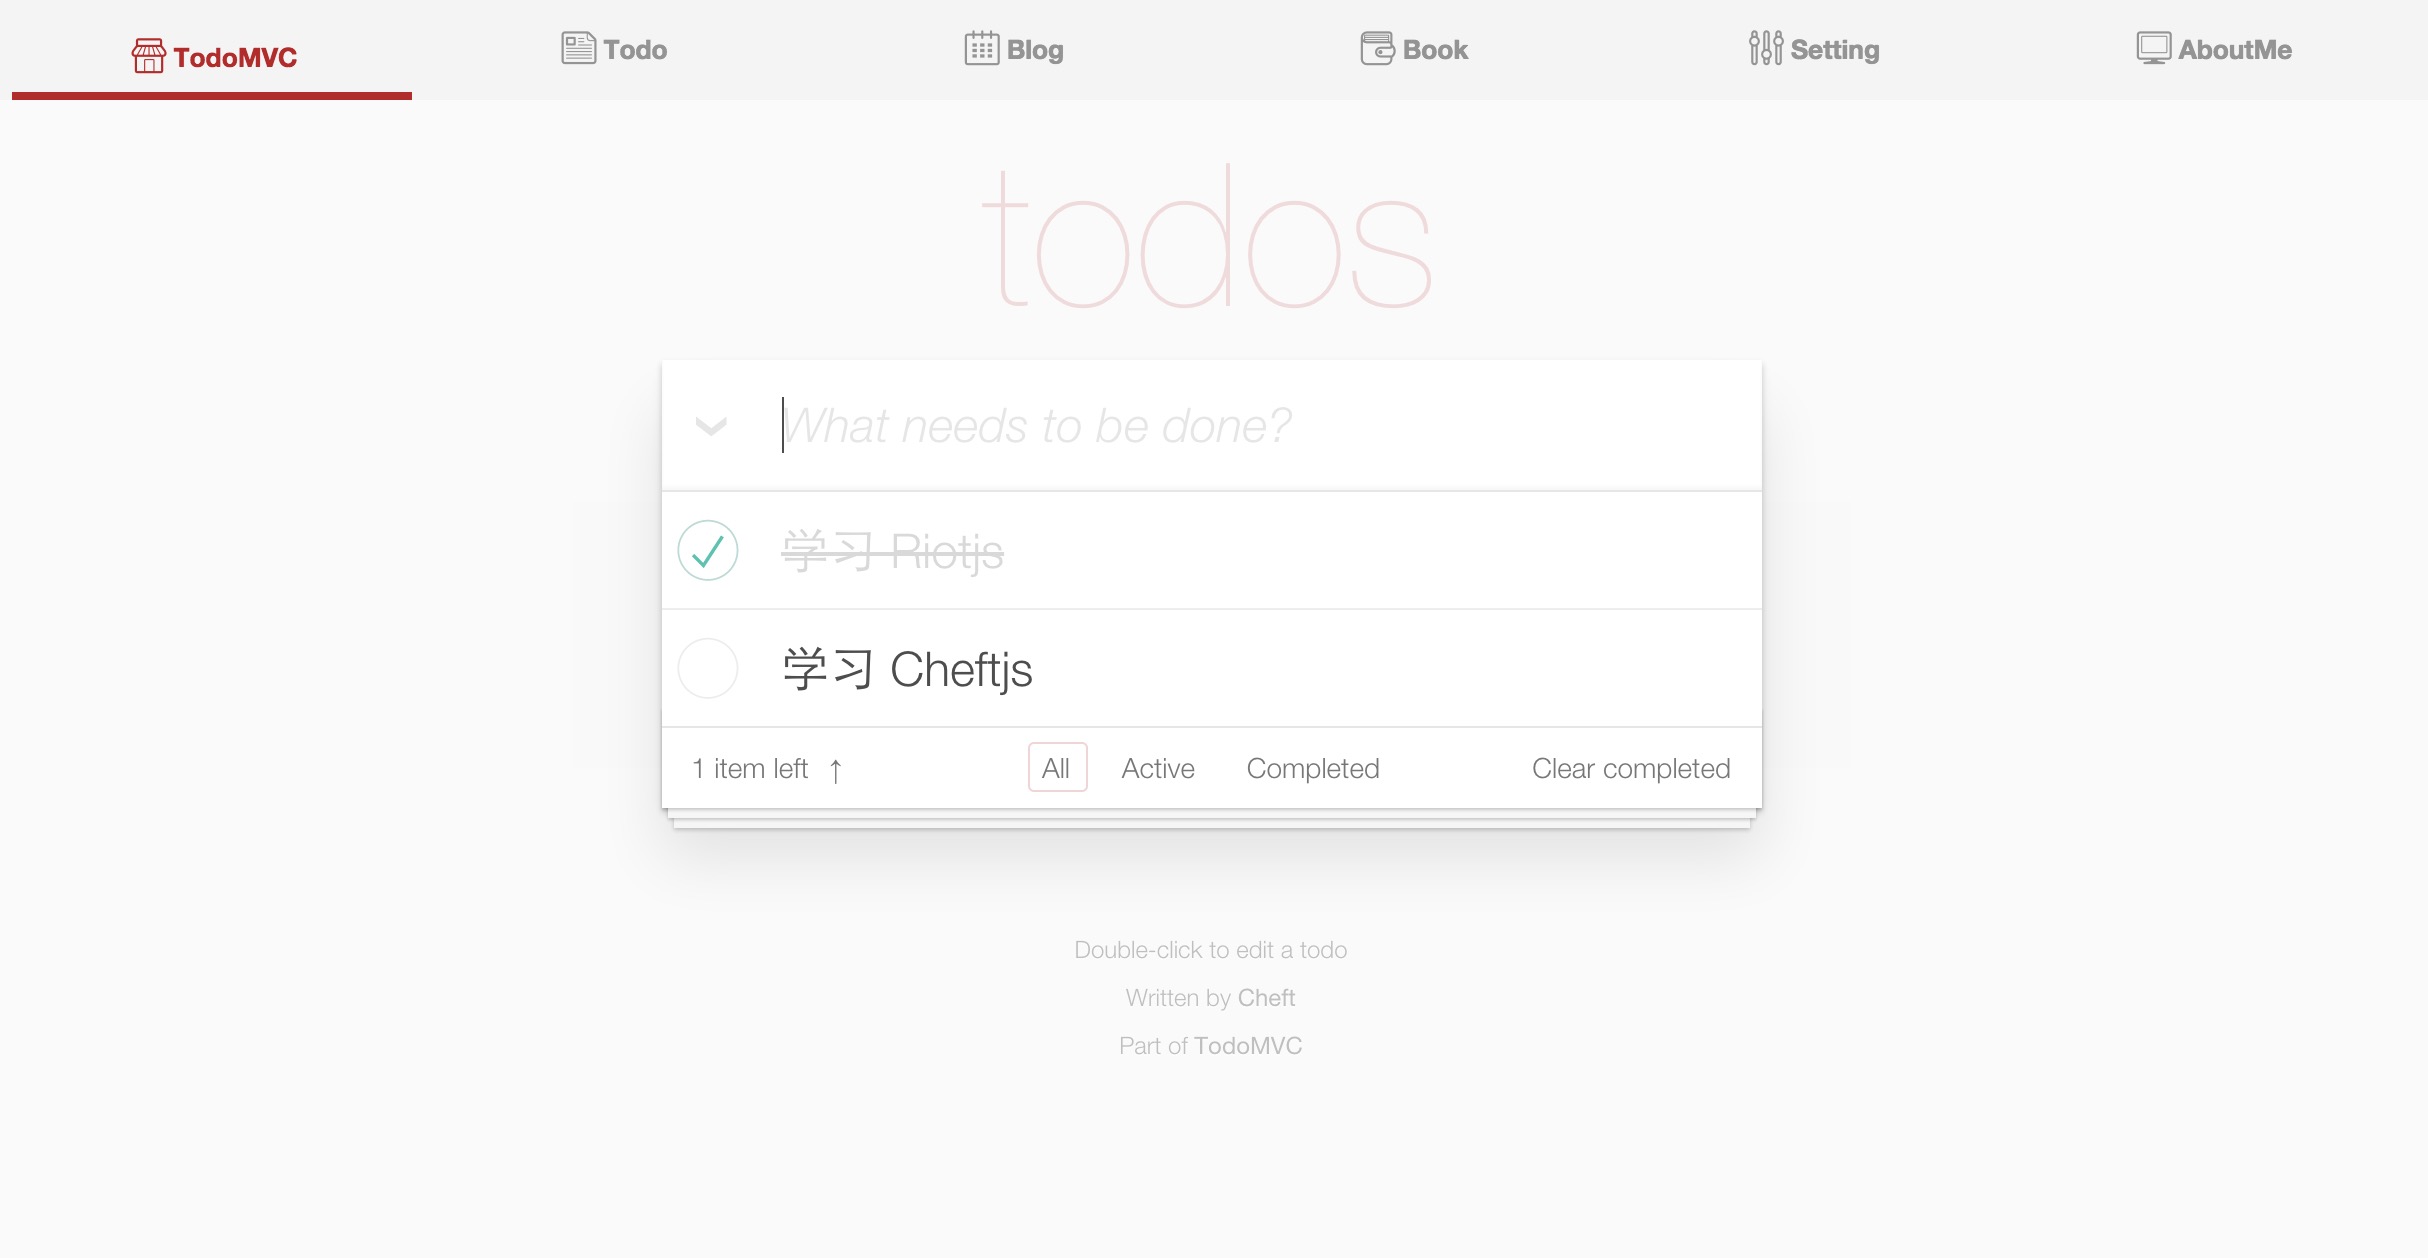 TodoMVC Todo Blog Book Setting AboutMe
todos
What needs to be done?
学习 Riotjs
学习 Cheftjs
1 item left ↑ All Active Completed Clear completed
Double-click to edit a todo
Written by Cheft
Part of TodoMVC